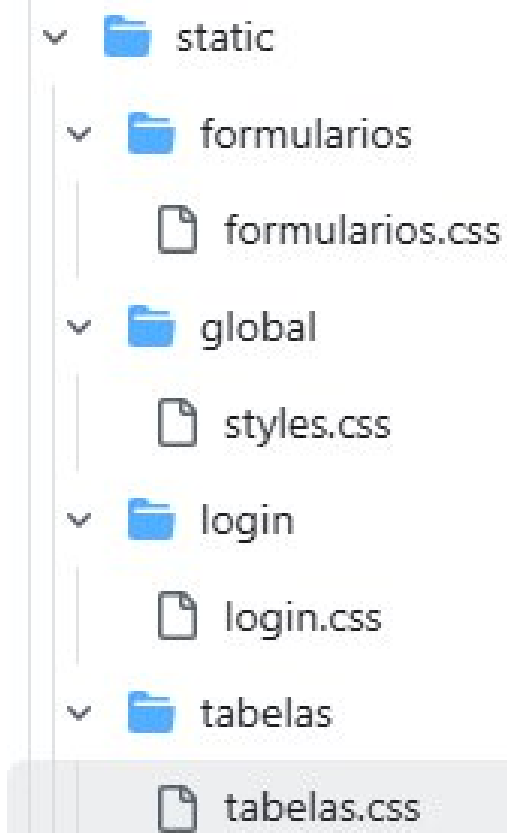 static
formularios
formularios.css
global
styles.css
login
login.css
tabelas
tabelas.css